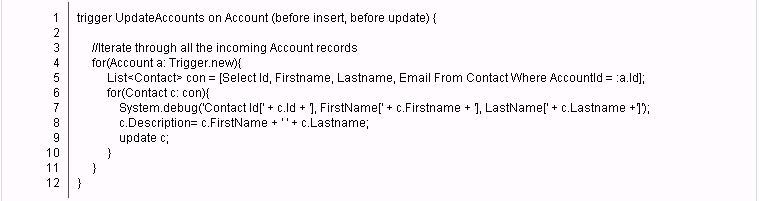 1 trigger UpdateAccounts on Account (before insert, before update) {
2
3 //Iterate through all the incoming Account records
4 for(Account a: Trigger.new){
5 List<Contact> con = [Select Id, Firstname, Lastname, Email From Contact Where AccountId = :a.Id];
6 for(Contact c: con){
7 System.debug('Contact Id[' + c.Id + '], FirstName[' + c.Firstname + '], LastName[' + c.Lastname +']');
8 c.Description= c.FirstName + ' ' + c.Lastname;
9 update c;
10 }
11 }
12 }